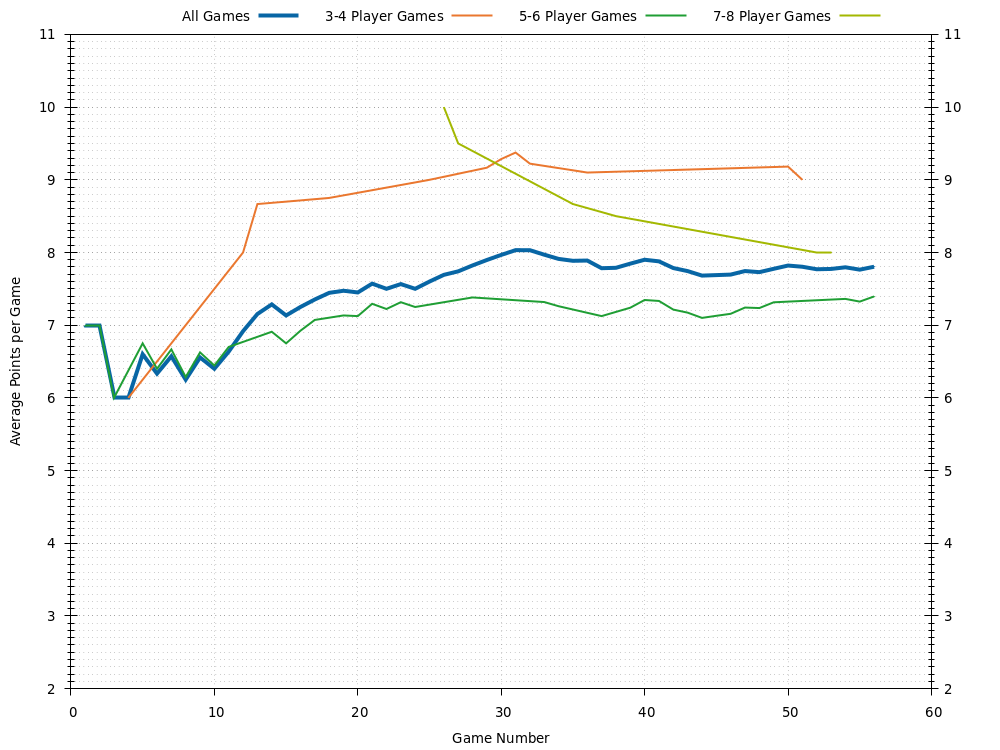 All Games 3-4 Player Games 5-6 Player Games 7-8 Player Games
11 11
10 10
9 9
8 8
7 7
6 6
5 5
4 4
3 3
2 2
0 10 20 30 40 50 60
Average Points per Game
Game Number